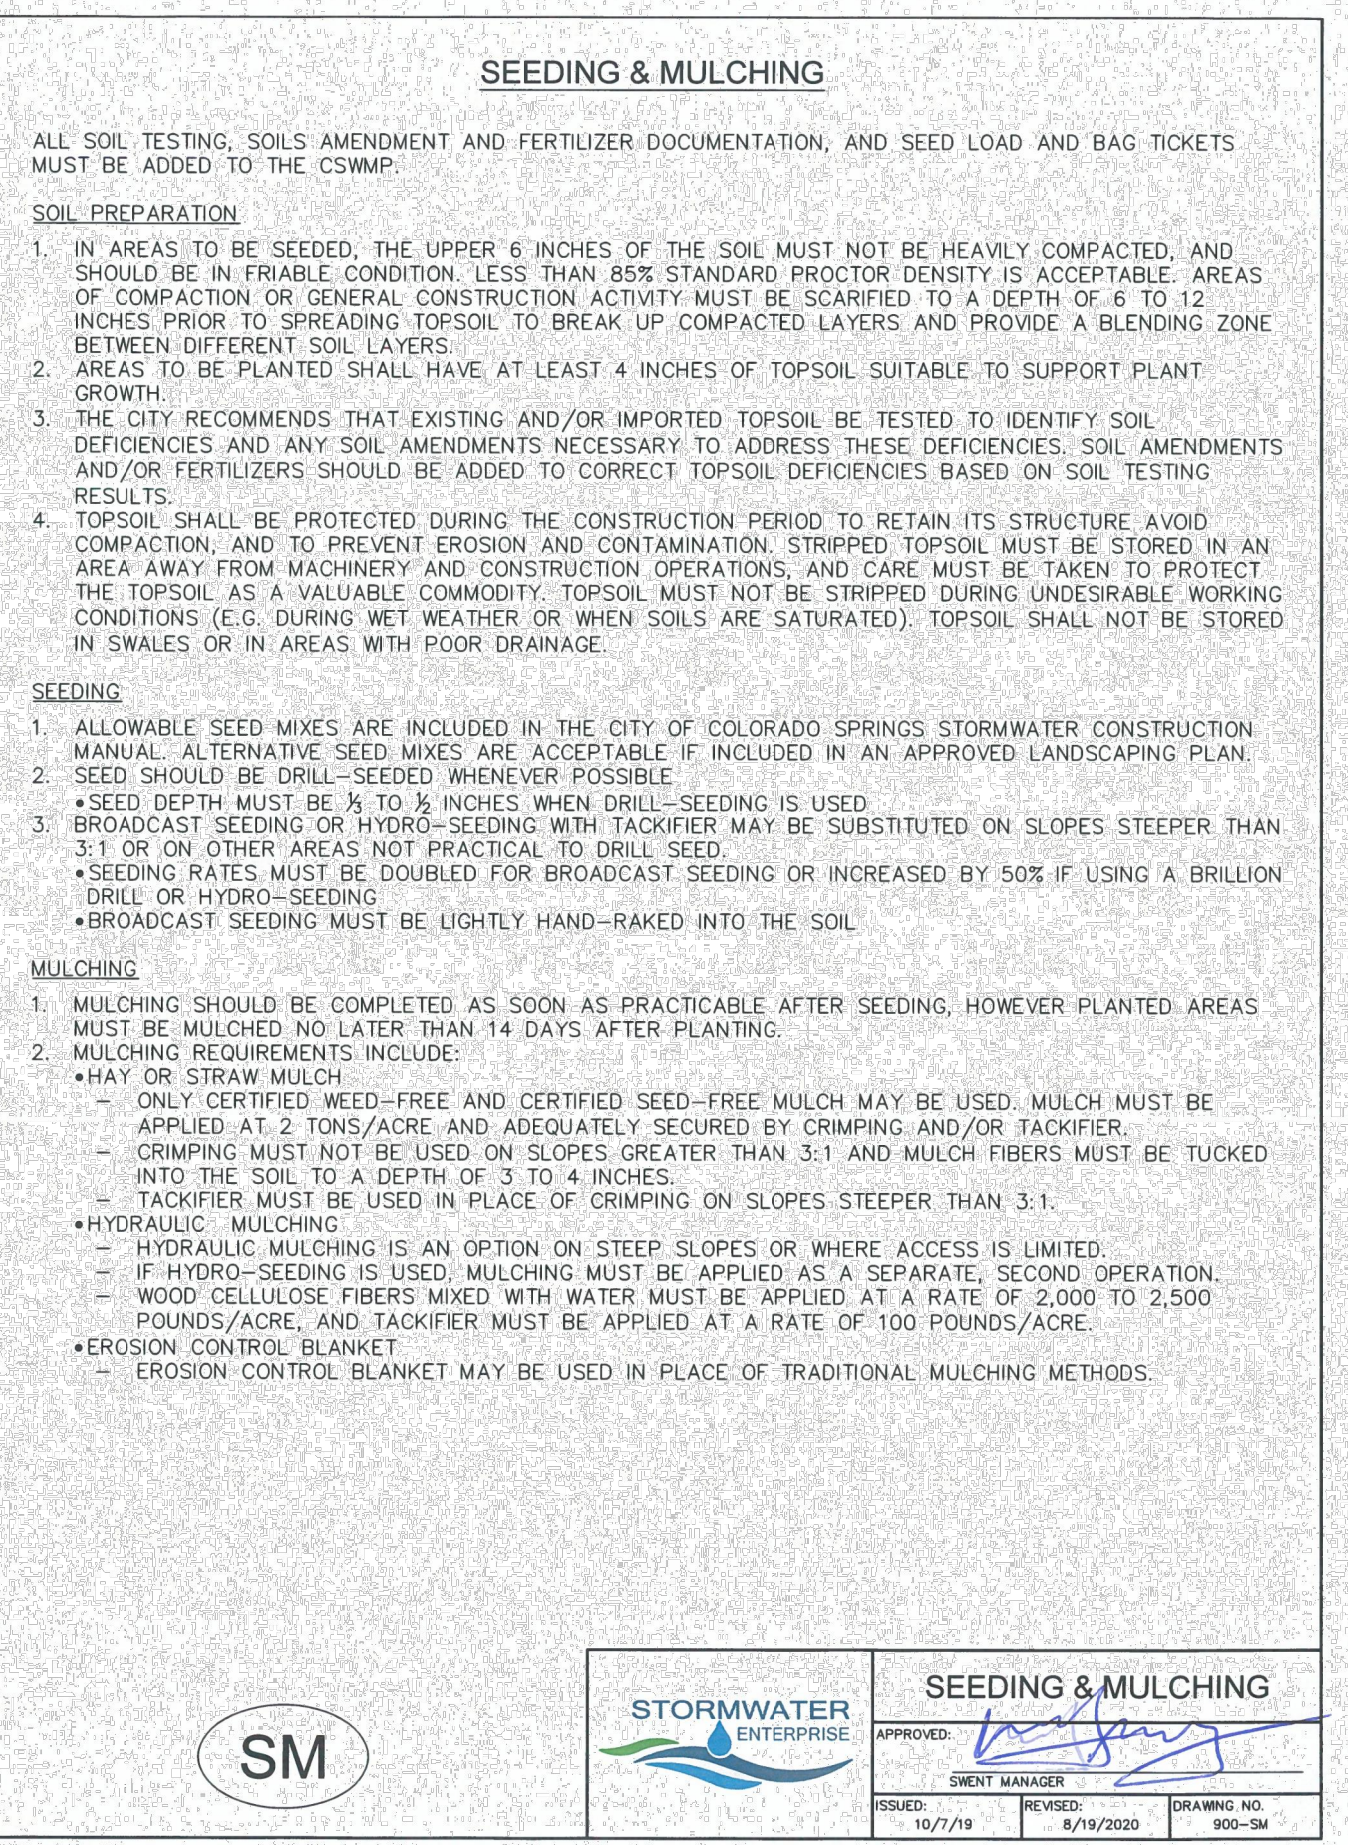 SEEDING & MULCHING
ALL SOIL TESTING, SOILS AMENDMENT AND FERTILIZER DOCUMENTATION, AND SEED LOAD AND BAG TICKETS
MUST BE ADDED TO THE CSWMP.
SOIL PREPARATION
1. IN AREAS TO BE SEEDED, THE UPPER 6 INCHES OF THE SOIL MUST NOT BE HEAVILY COMPACTED, AND
SHOULD BE IN FRIABLE CONDITION. LESS THAN 85% STANDARD PROCTOR DENSITY IS ACCEPTABLE. AREAS
OF COMPACTION OR GENERAL CONSTRUCTION ACTIVITY MUST BE SCARIFIED TO A DEPTH OF 6 TO 12
INCHES PRIOR TO SPREADING TOPSOIL TO BREAK UP COMPACTED LAYERS AND PROVIDE A BLENDING ZONE
BETWEEN DIFFERENT SOIL LAYERS.
2. AREAS TO BE PLANTED SHALL HAVE AT LEAST 4 INCHES OF TOPSOIL SUITABLE TO SUPPORT PLANT
GROWTH.
3. THE CITY RECOMMENDS THAT EXISTING AND/OR IMPORTED TOPSOIL BE TESTED TO IDENTIFY SOIL
DEFICIENCIES AND ANY SOIL AMENDMENTS NECESSARY TO ADDRESS THESE DEFICIENCIES. SOIL AMENDMENTS
AND/OR FERTILIZERS SHOULD BE ADDED TO CORRECT TOPSOIL DEFICIENCIES BASED ON SOIL TESTING
RESULTS.
4. TOPSOIL SHALL BE PROTECTED DURING THE CONSTRUCTION PERIOD TO RETAIN ITS STRUCTURE AVOID
COMPACTION, AND TO PREVENT EROSION AND CONTAMINATION. STRIPPED TOPSOIL MUST BE STORED IN AN
AREA AWAY FROM MACHINERY AND CONSTRUCTION OPERATIONS, AND CARE MUST BE TAKEN TO PROTECT
THE TOPSOIL AS A VALUABLE COMMODITY. TOPSOIL MUST NOT BE STRIPPED DURING UNDESIRABLE WORKING
CONDITIONS (E.G. DURING WET WEATHER OR WHEN SOILS ARE SATURATED). TOPSOIL SHALL NOT BE STORED
IN SWALES OR IN AREAS WITH POOR DRAINAGE.
SEEDING
1. ALLOWABLE SEED MIXES ARE INCLUDED IN THE CITY OF COLORADO SPRINGS STORMWATER CONSTRUCTION
MANUAL. ALTERNATIVE SEED MIXES ARE ACCEPTABLE IF INCLUDED IN AN APPROVED LANDSCAPING PLAN.
2. SEED SHOULD BE DRILL-SEEDED WHENEVER POSSIBLE
•SEED DEPTH MUST BE ⅓ TO ½ INCHES WHEN DRILL-SEEDING IS USED
3. BROADCAST SEEDING OR HYDRO-SEEDING WITH TACKIFIER MAY BE SUBSTITUTED ON SLOPES STEEPER THAN
3:1 OR ON OTHER AREAS NOT PRACTICAL TO DRILL SEED.
•SEEDING RATES MUST BE DOUBLED FOR BROADCAST SEEDING OR INCREASED BY 50% IF USING A BRILLION
DRILL OR HYDRO-SEEDING
•BROADCAST SEEDING MUST BE LIGHTLY HAND-RAKED INTO THE SOIL
MULCHING
1. MULCHING SHOULD BE COMPLETED AS SOON AS PRACTICABLE AFTER SEEDING, HOWEVER PLANTED AREAS
MUST BE MULCHED NO LATER THAN 14 DAYS AFTER PLANTING.
2. MULCHING REQUIREMENTS INCLUDE:
•HAY OR STRAW MULCH
– ONLY CERTIFIED WEED-FREE AND CERTIFIED SEED-FREE MULCH MAY BE USED. MULCH MUST BE
APPLIED AT 2 TONS/ACRE AND ADEQUATELY SECURED BY CRIMPING AND/OR TACKIFIER.
– CRIMPING MUST NOT BE USED ON SLOPES GREATER THAN 3:1 AND MULCH FIBERS MUST BE TUCKED
INTO THE SOIL TO A DEPTH OF 3 TO 4 INCHES.
– TACKIFIER MUST BE USED IN PLACE OF CRIMPING ON SLOPES STEEPER THAN 3:1.
•HYDRAULIC MULCHING
– HYDRAULIC MULCHING IS AN OPTION ON STEEP SLOPES OR WHERE ACCESS IS LIMITED.
– IF HYDRO-SEEDING IS USED, MULCHING MUST BE APPLIED AS A SEPARATE, SECOND OPERATION.
– WOOD CELLULOSE FIBERS MIXED WITH WATER MUST BE APPLIED AT A RATE OF 2,000 TO 2,500
POUNDS/ACRE, AND TACKIFIER MUST BE APPLIED AT A RATE OF 100 POUNDS/ACRE.
•EROSION CONTROL BLANKET
– EROSION CONTROL BLANKET MAY BE USED IN PLACE OF TRADITIONAL MULCHING METHODS.
SM
STORMWATER
ENTERPRISE
SEEDING & MULCHING
APPROVED:
SWENT MANAGER
ISSUED: 10/7/19
REVISED: 8/19/2020
DRAWING NO. 900-SM